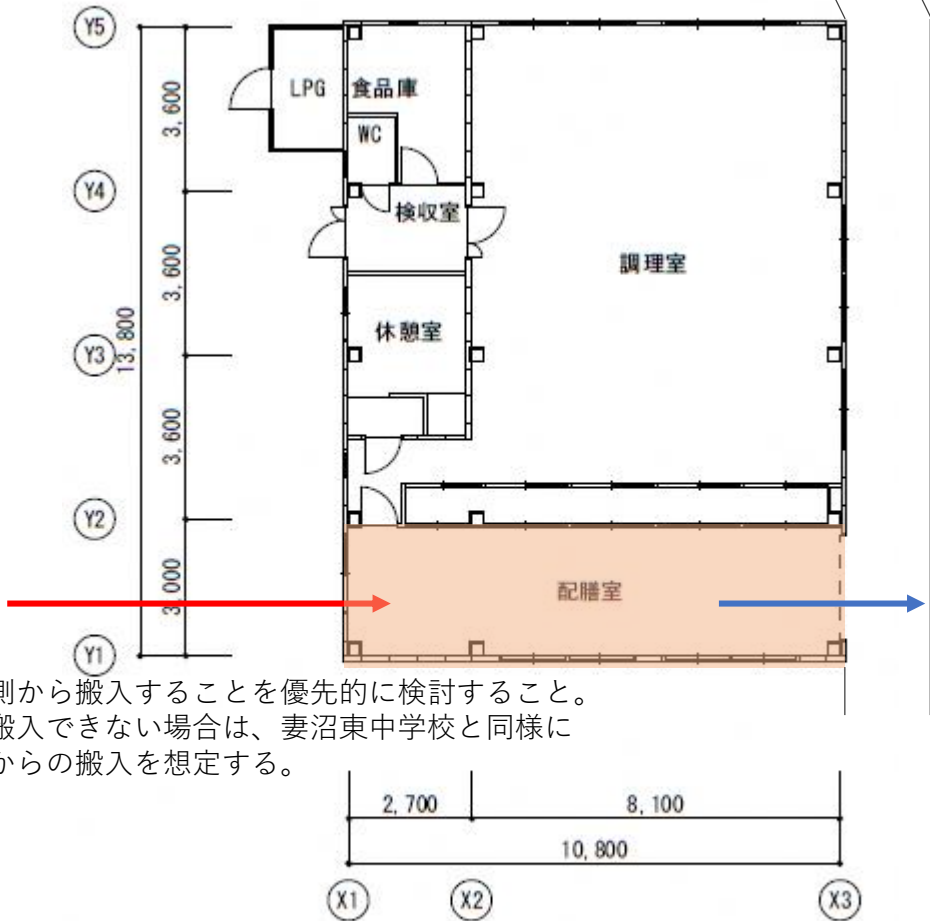 Y5
LPG
食品庫
3,600
WC
Y4
検収室
調理室
3,600
13,800
休憩室
Y3
3,600
Y2
3,000
配膳室
Y1
側から搬入することを優先的に検討すること。
搬入できない場合は、妻沼東中学校と同様に
からの搬入を想定する。
2,700
8,100
10,800
X1
X2
X3